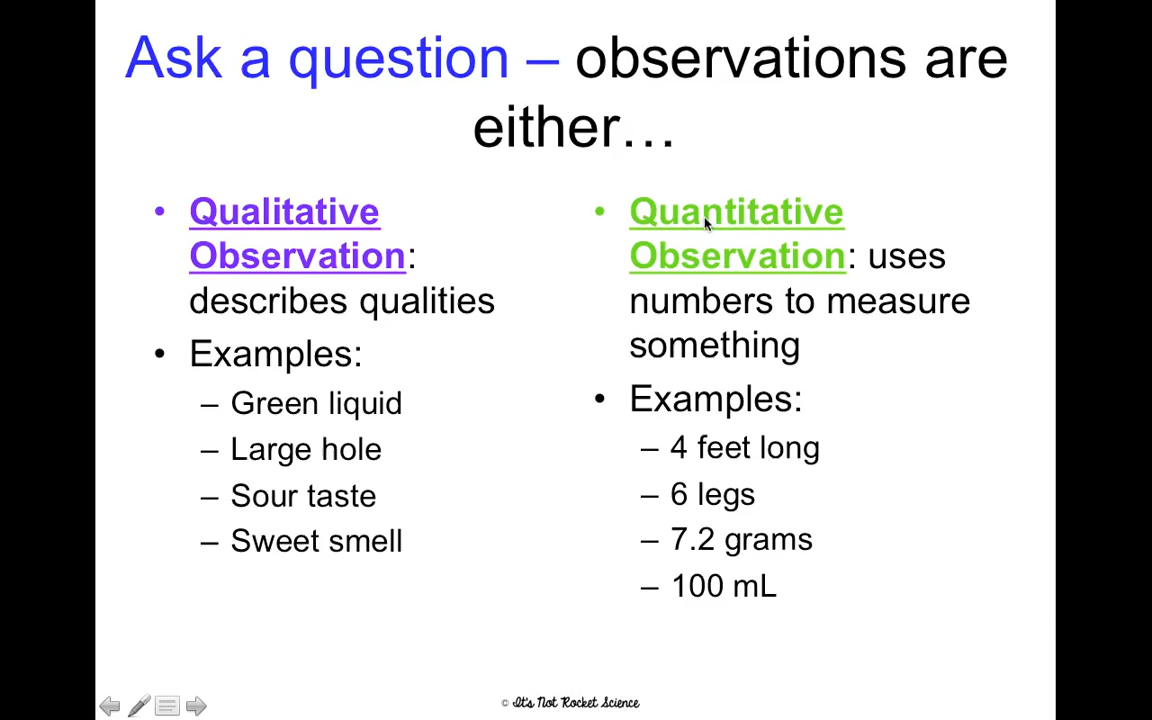 Ask a question – observations are
either…
• Qualitative
Observation:
describes qualities
• Examples:
– Green liquid
– Large hole
– Sour taste
– Sweet smell
• Quantitative
Observation: uses
numbers to measure
something
• Examples:
– 4 feet long
– 6 legs
– 7.2 grams
– 100 mL
© It's Not Rocket Science